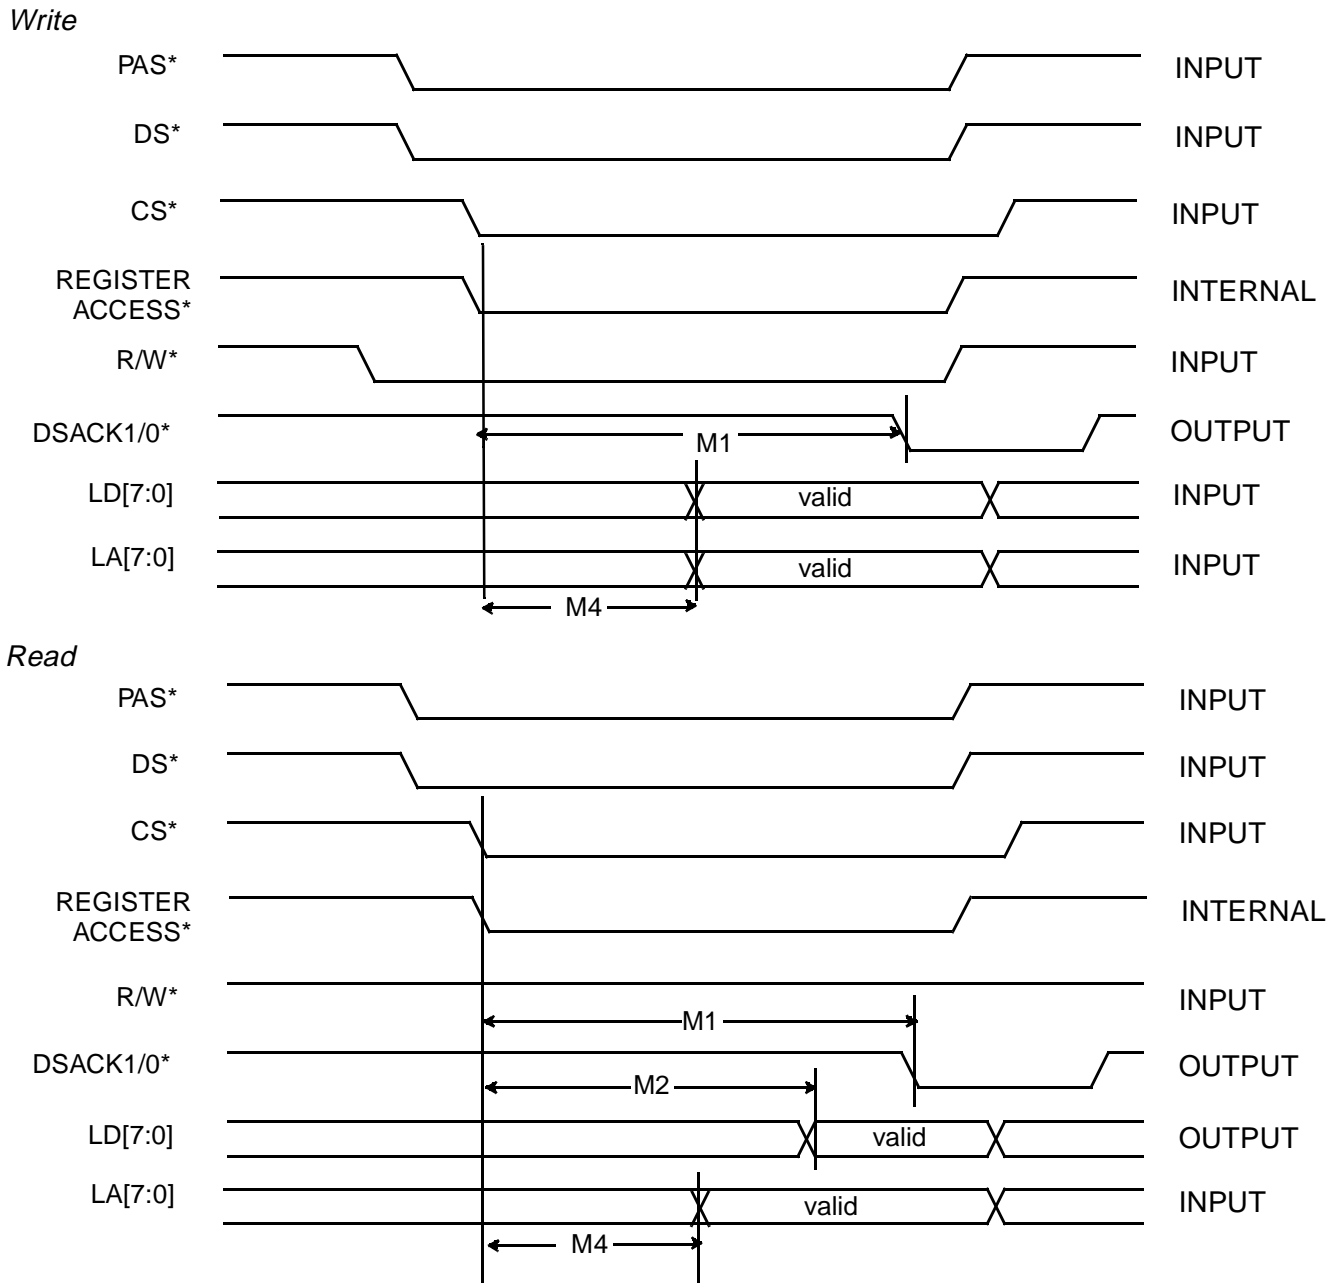 Write
PAS* INPUT
DS* INPUT
CS* INPUT
REGISTER
ACCESS* INTERNAL
R/W* INPUT
DSACK1/0* M1 OUTPUT
LD[7:0] valid INPUT
LA[7:0] valid INPUT
M4
Read
PAS* INPUT
DS* INPUT
CS* INPUT
REGISTER
ACCESS* INTERNAL
R/W* INPUT
M1
DSACK1/0* OUTPUT
M2
LD[7:0] valid OUTPUT
LA[7:0] valid INPUT
M4